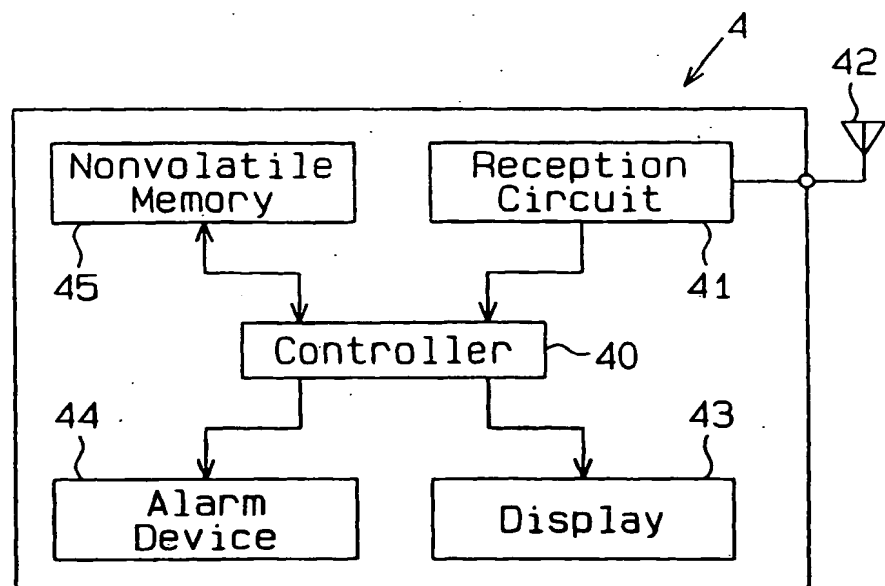 4
42
Nonvolatile
Memory
Reception
Circuit
45
41
Controller
40
44
43
Alarm
Device
Display